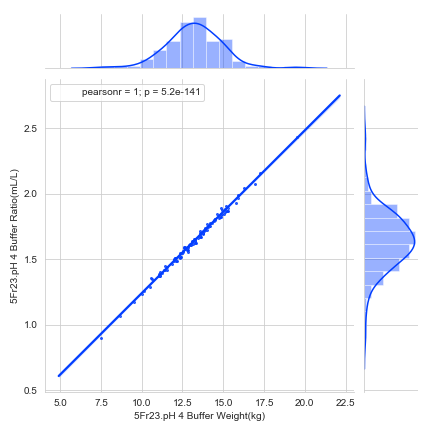 pearsonr = 1; p = 5.2e-141
5Fr23.pH 4 Buffer Ratio(mL/L)
2.5
2.0
1.5
1.0
0.5
5.0 7.5 10.0 12.5 15.0 17.5 20.0 22.5
5Fr23.pH 4 Buffer Weight(kg)